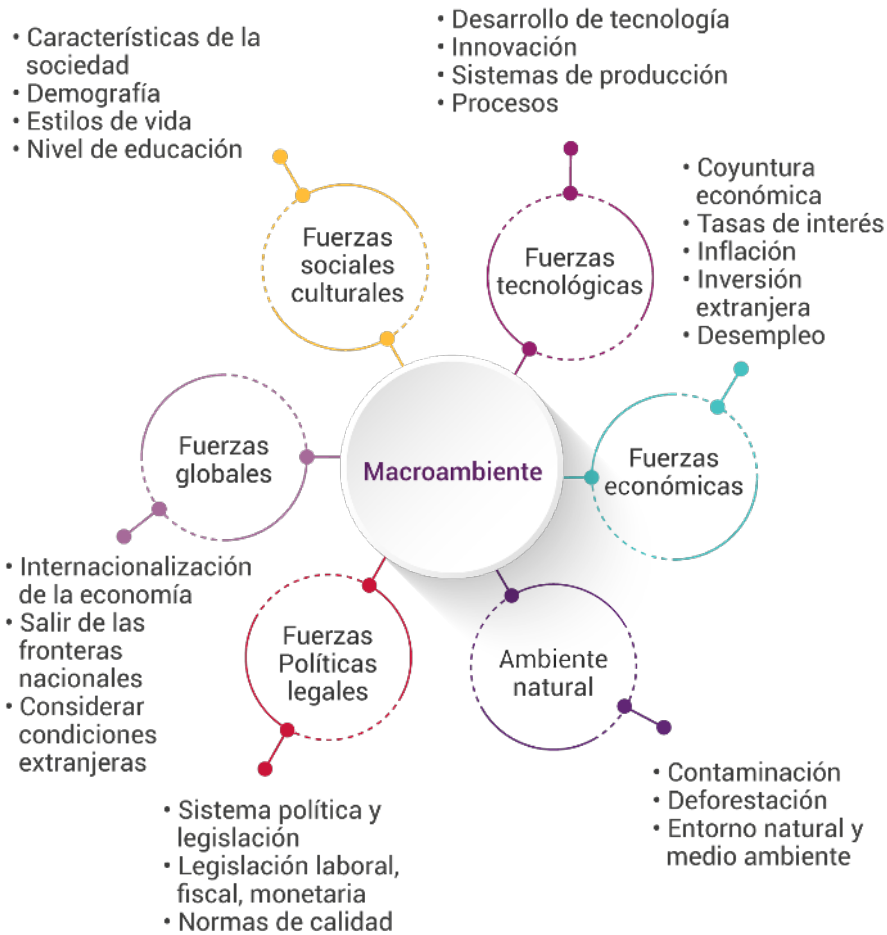 • Características de la
sociedad
• Demografía
• Estilos de vida
• Nivel de educación
• Desarrollo de tecnología
• Innovación
• Sistemas de producción
• Procesos
• Coyuntura
económica
• Tasas de interés
• Inflación
• Inversión
extranjera
• Desempleo
Fuerzas
sociales
culturales
Fuerzas
tecnológicas
Fuerzas
globales
Macroambiente
Fuerzas
económicas
• Internacionalización
de la economía
• Salir de las
fronteras
nacionales
• Considerar
condiciones
extranjeras
Fuerzas
Políticas
legales
Ambiente
natural
• Sistema política y
legislación
• Legislación laboral,
fiscal, monetaria
• Normas de calidad
• Contaminación
• Deforestación
• Entorno natural y
medio ambiente